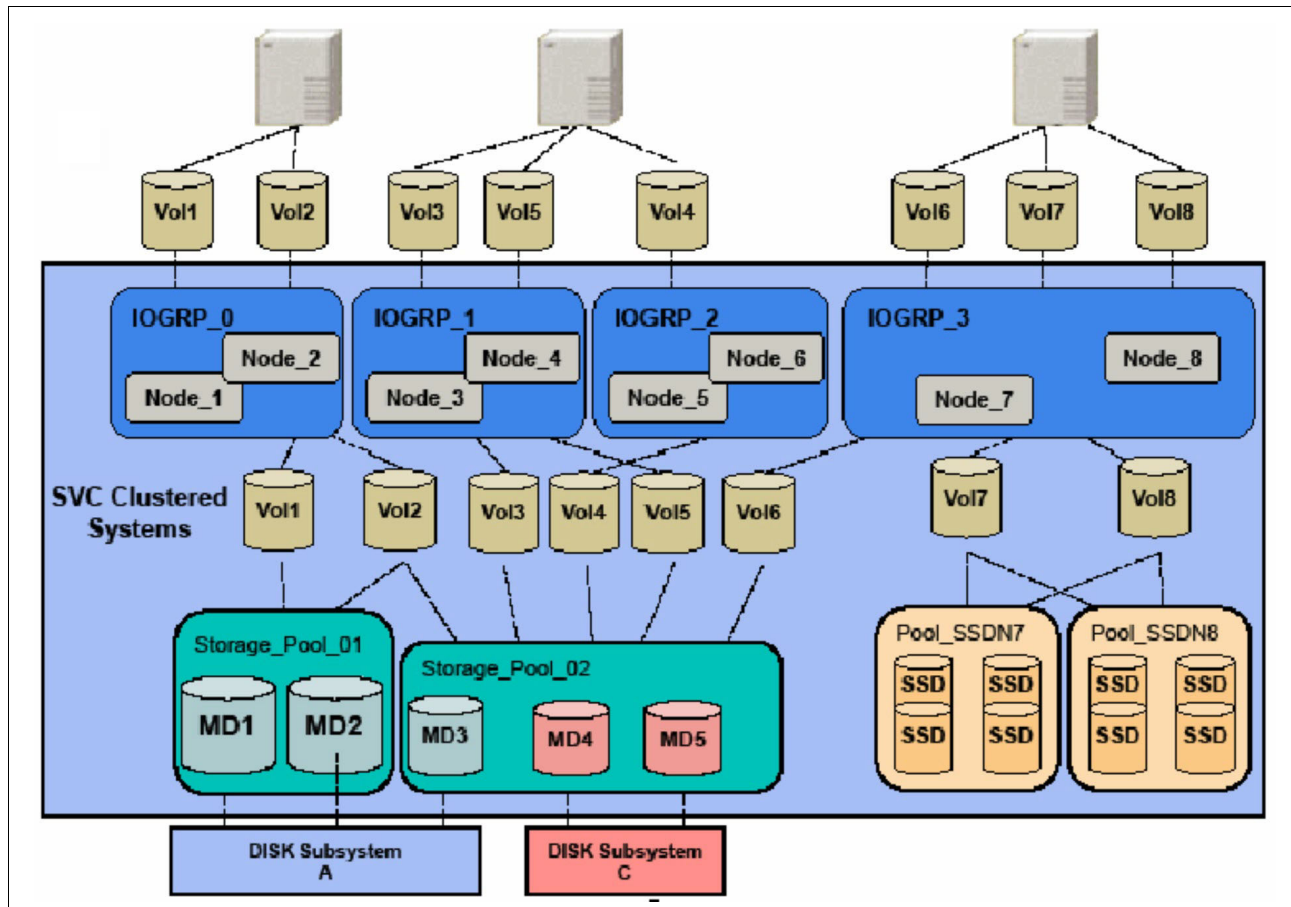 Vol1
Vol2
Vol3
Vol5
Vol4
Vol6
Vol7
Vol8
IOGRP_0
IOGRP_1
IOGRP_2
IOGRP_3
Node_2
Node_4
Node_6
Node_8
Node_1
Node_3
Node_5
Node_7
SVC Clustered
Systems
Vol1
Vol2
Vol3
Vol4
Vol5
Vol6
Vol7
Vol8
Storage_Pool_01
Storage_Pool_02
Pool_SSDN7
Pool_SSDN8
MD1
MD2
MD3
MD4
MD5
SSD
SSD
SSD
SSD
SSD
SSD
SSD
SSD
DISK Subsystem
A
DISK Subsystem
C